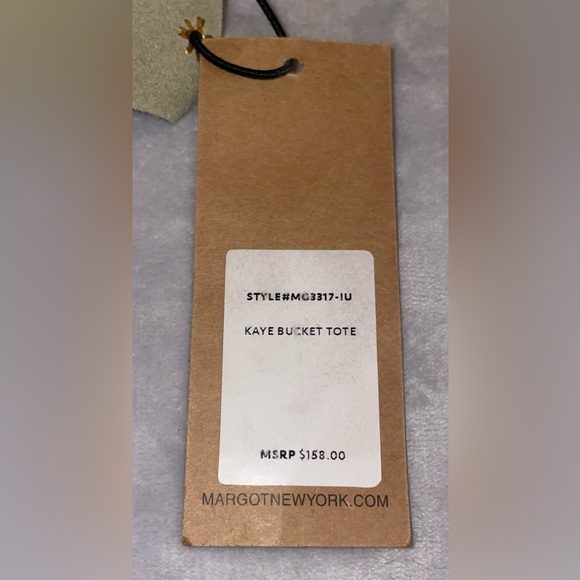 STYLE#MG3317-IU
KAYE BUCKET TOTE
MSRP $158.00
MARGOTNEWYORK.COM